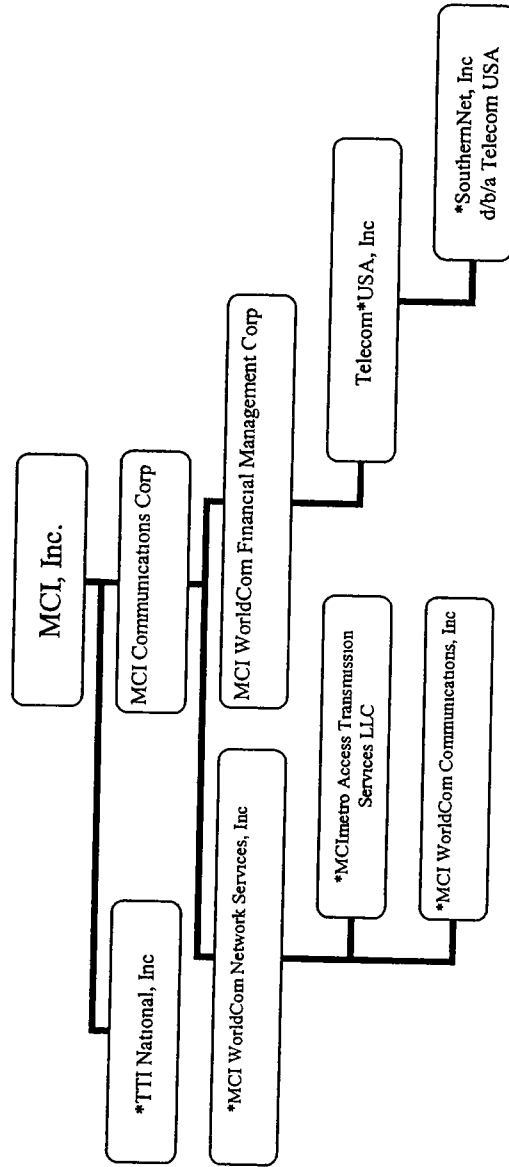 MCI, Inc.
*TTI National, Inc
MCI Communications Corp
*MCI WorldCom Network Services, Inc
MCI WorldCom Financial Management Corp
*MCImetro Access Transmission
Services LLC
Telecom*USA, Inc
*MCI WorldCom Communications, Inc
*SouthernNet, Inc
d/b/a Telecom USA